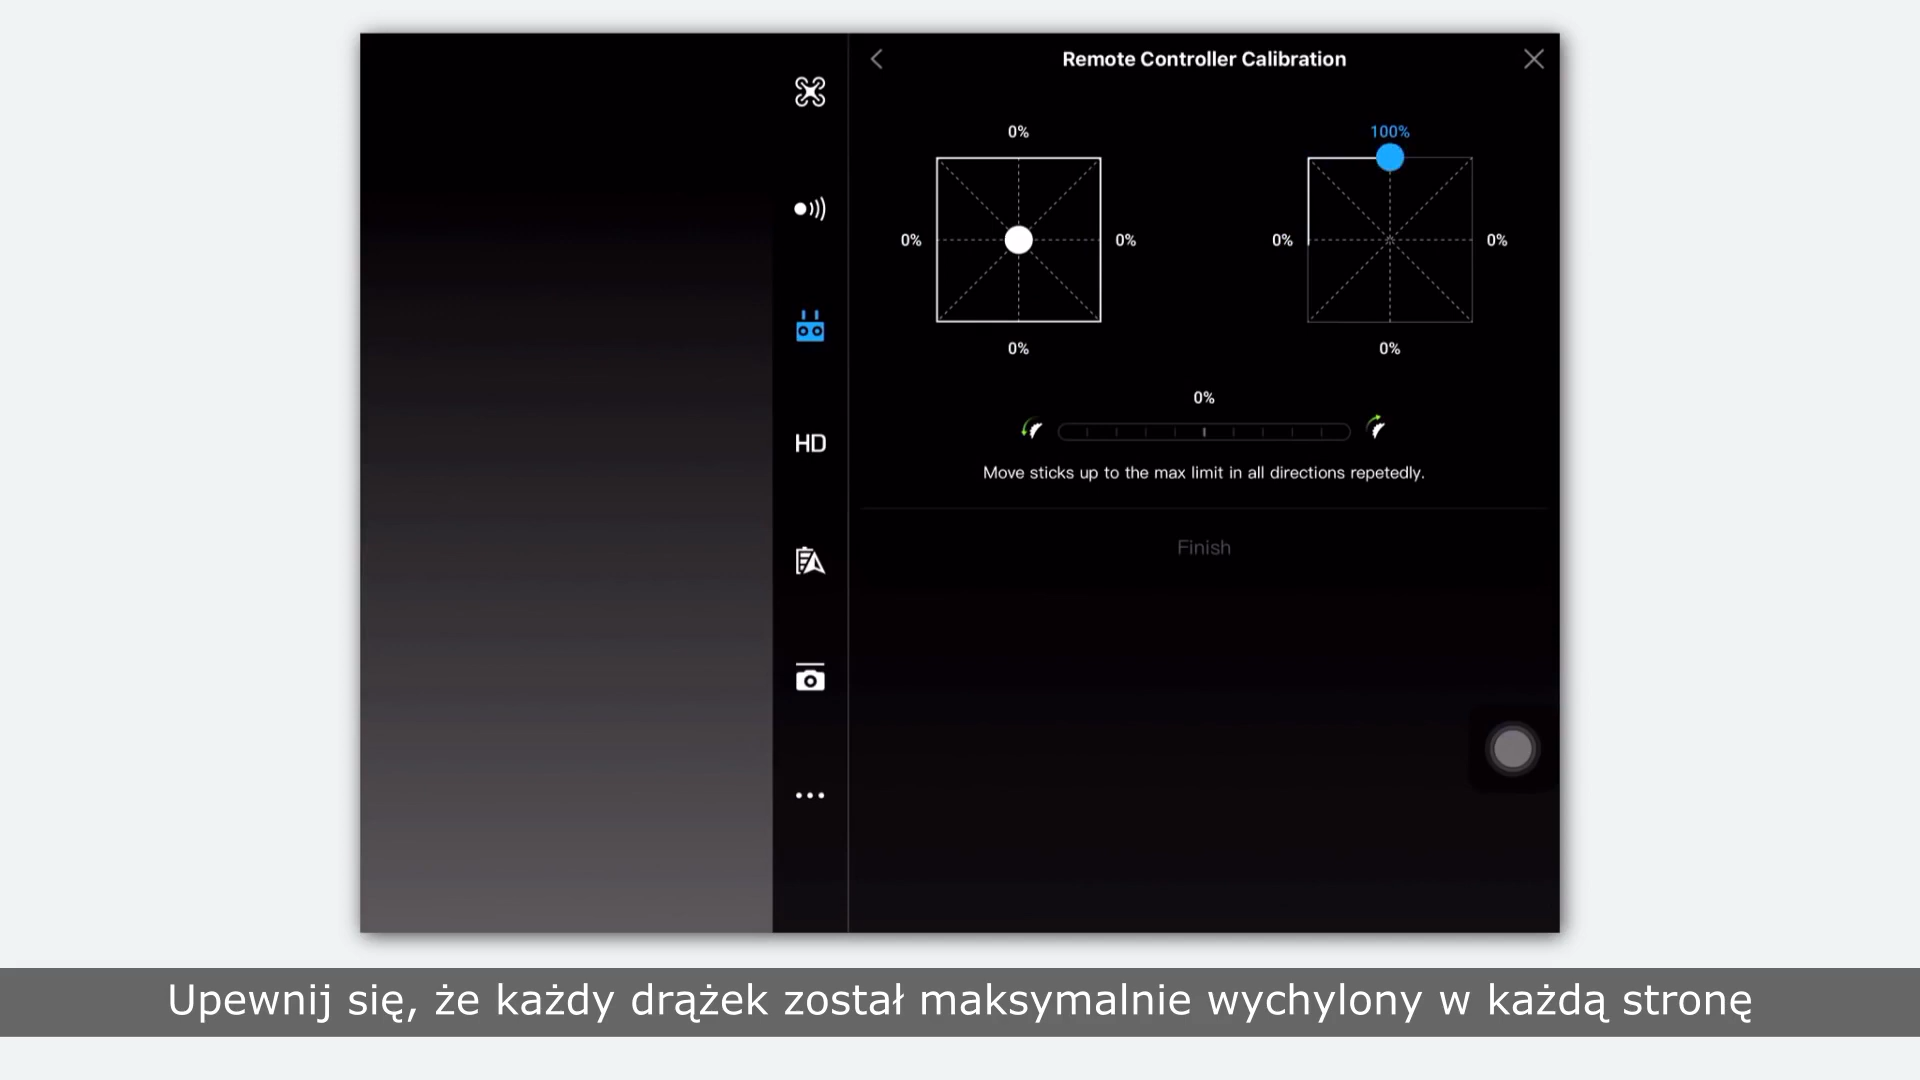 Remote Controller Calibration
0%
100%
0%
0%
0%
0%
0%
0%
0%
HD
Move sticks up to the max limit in all directions repetedly.
Finish
Upewnij się, że każdy drążek został maksymalnie wychylony w każdą stronę